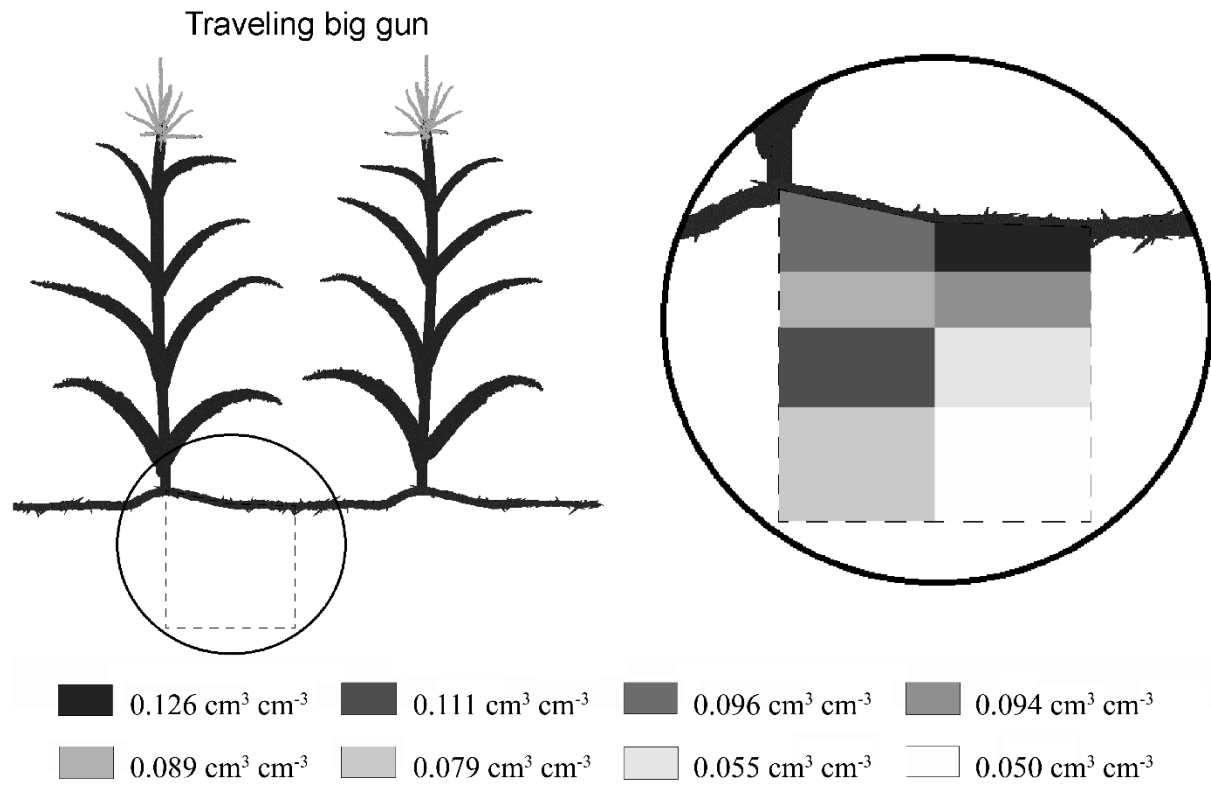 Traveling big gun
0.126 cm³ cm⁻³ 0.111 cm³ cm⁻³ 0.096 cm³ cm⁻³ 0.094 cm³ cm⁻³
0.089 cm³ cm⁻³ 0.079 cm³ cm⁻³ 0.055 cm³ cm⁻³ 0.050 cm³ cm⁻³